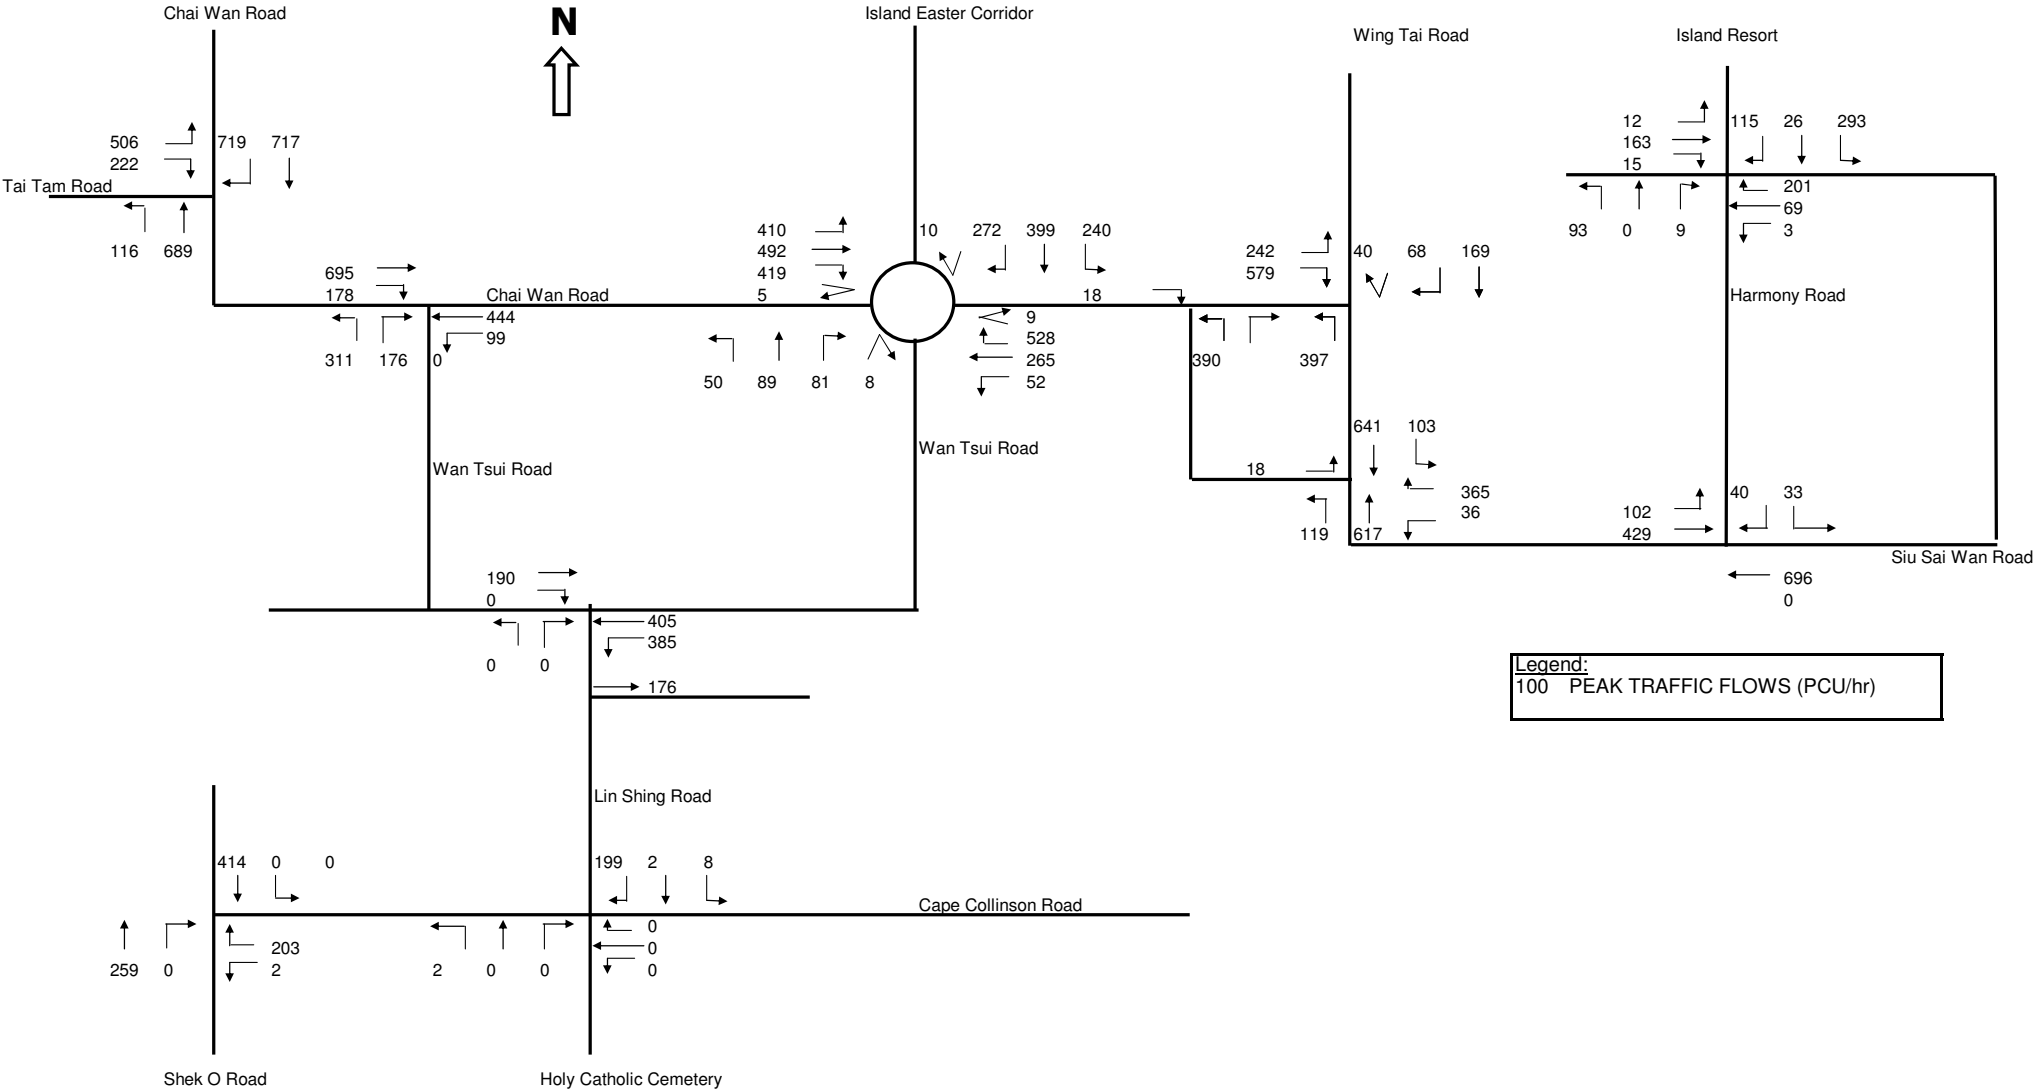 Chai Wan Road
N
Island Easter Corridor
Wing Tai Road
Island Resort
506
719 717
222
12
115 26 293
163
15
Tai Tam Road
201
69
116 689
93 0 9
3
410
10 272 399 240
492
419
5
242
40 68 169
579
695
178
Chai Wan Road
18
Harmony Road
444
99
9
528
265
52
311 176 0
50 89 81 8
390
397
Wan Tsui Road
Wan Tsui Road
641 103
18
365
36
119 617
102
40 33
429
Siu Sai Wan Road
696
0
190
0
405
385
0 0
176
Legend:
100 PEAK TRAFFIC FLOWS (PCU/hr)
Lin Shing Road
414 0 0
199 2 8
Cape Collinson Road
203
2
0
0
0
259 0
2 0 0
Shek O Road
Holy Catholic Cemetery